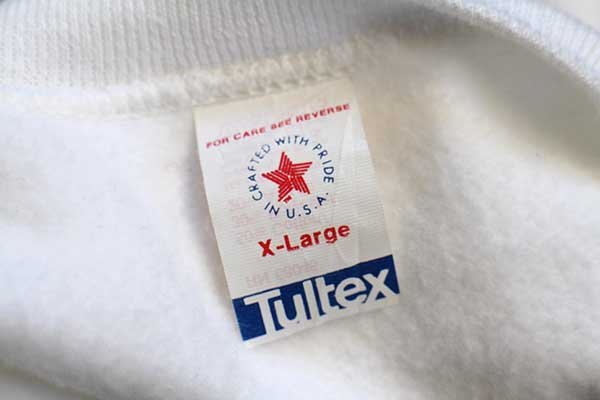 FOR CARE SEE REVERSE
CRAFTED WITH PRIDE
IN U.S.A.
X-Large
Tultex